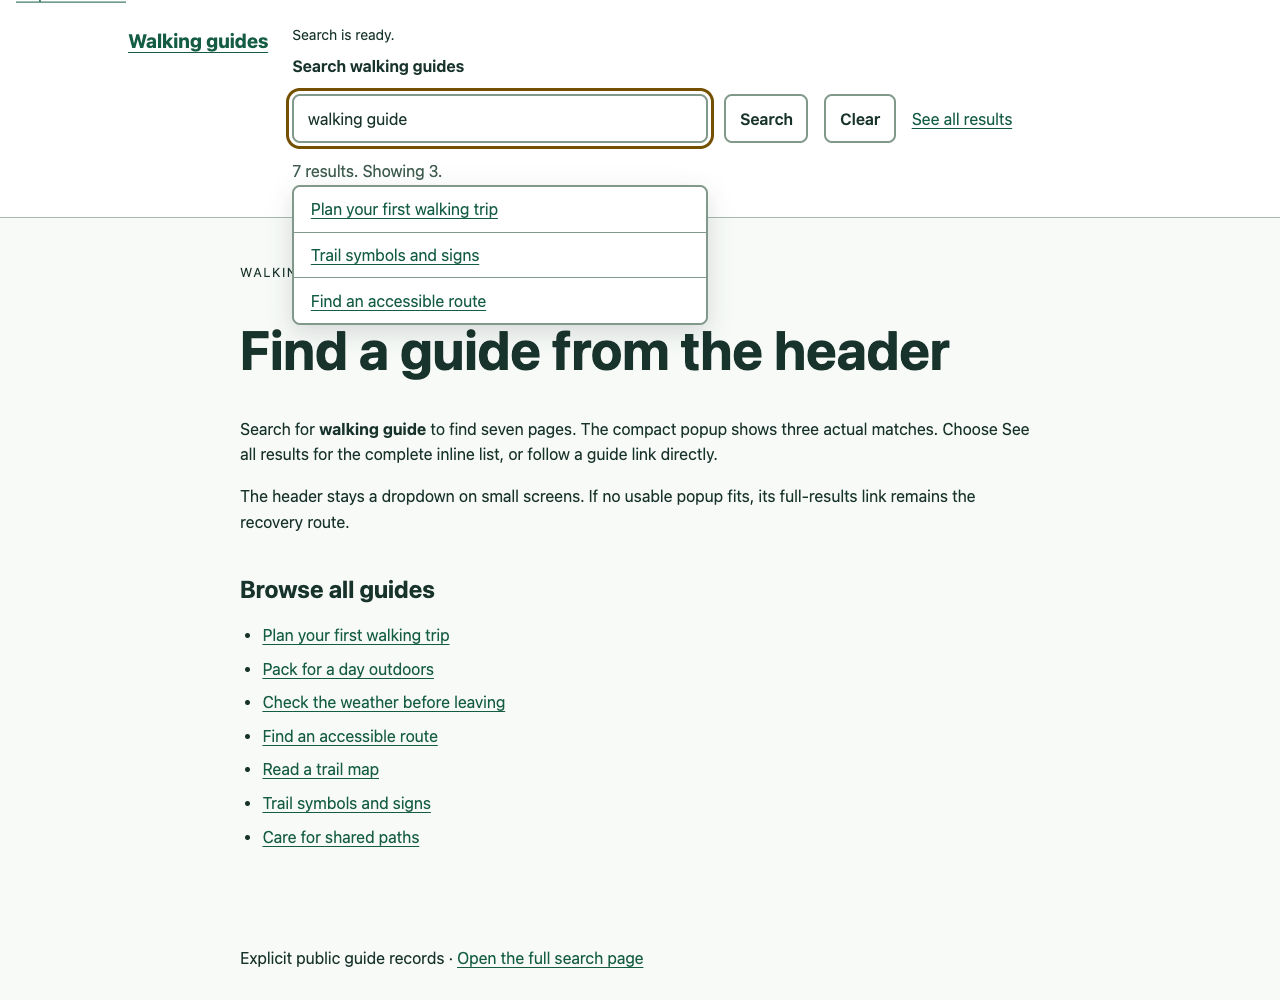 Walking guides
Search is ready.
Search walking guides
walking guide
Search
Clear
See all results
7 results. Showing 3.
Plan your first walking trip
Trail symbols and signs
Find an accessible route
Find a guide from the header
Search for walking guide to find seven pages. The compact popup shows three actual matches. Choose See
all results for the complete inline list, or follow a guide link directly.
The header stays a dropdown on small screens. If no usable popup fits, its full-results link remains the
recovery route.
Browse all guides
Plan your first walking trip
Pack for a day outdoors
Check the weather before leaving
Find an accessible route
Read a trail map
Trail symbols and signs
Care for shared paths
Explicit public guide records · Open the full search page